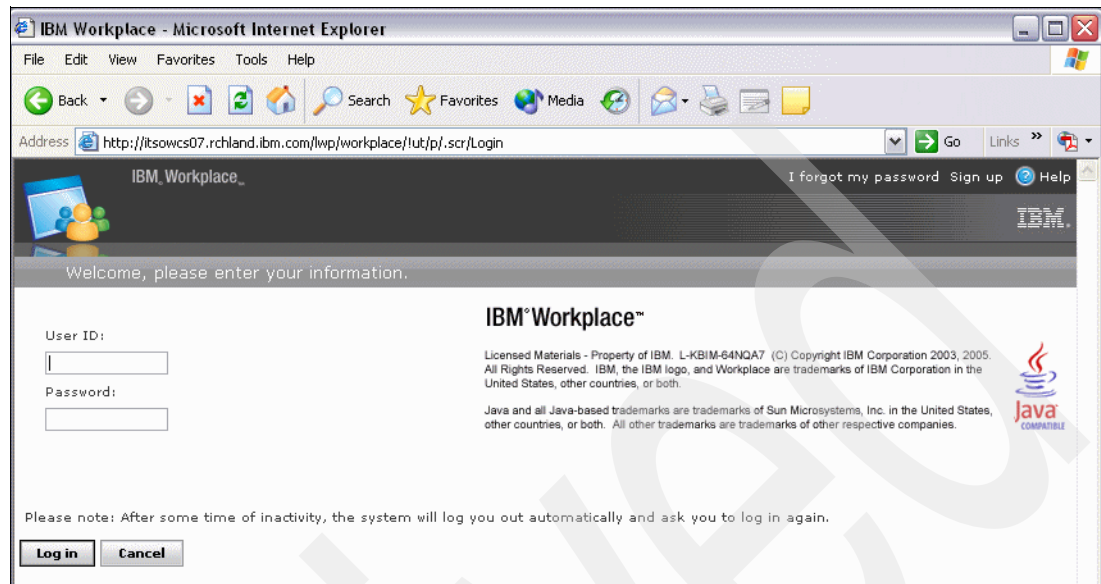 IBM Workplace - Microsoft Internet Explorer
File Edit View Favorites Tools Help
Back Search Favorites Media
Address http://itsowcs07.rchland.ibm.com/lwp/workplace/!ut/p/.scr/Login Go Links »
IBM Workplace™ I forgot my password Sign up ? Help
IBM.
Welcome, please enter your information.
IBM® Workplace™
User ID:
Licensed Materials - Property of IBM. L-KBIM-64NQA7 (C) Copyright IBM Corporation 2003, 2005.
All Rights Reserved. IBM, the IBM logo, and Workplace are trademarks of IBM Corporation in the
United States, other countries, or both.
Password:
Java and all Java-based trademarks are trademarks of Sun Microsystems, Inc. in the United States,
other countries, or both. All other trademarks are trademarks of other respective companies.
Java
COMPATIBLE
Please note: After some time of inactivity, the system will log you out automatically and ask you to log in again.
Log in Cancel